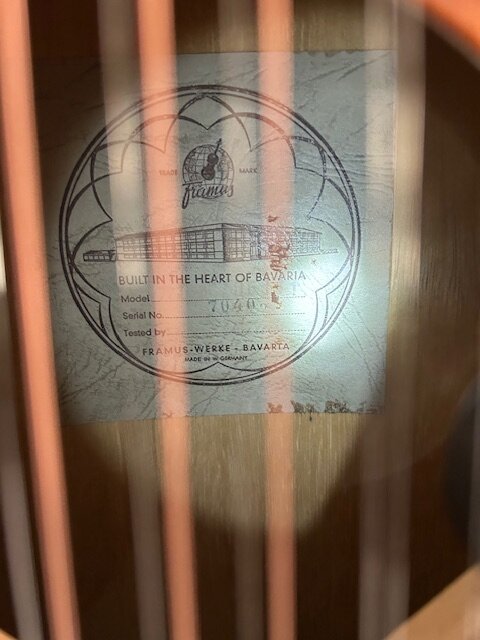 TRADE MARK
framus
BUILT IN THE HEART OF BAVARIA
Model
Serial No. 7040
Tested by
FRAMUS-WERKE - BAVARIA
MADE IN W. GERMANY